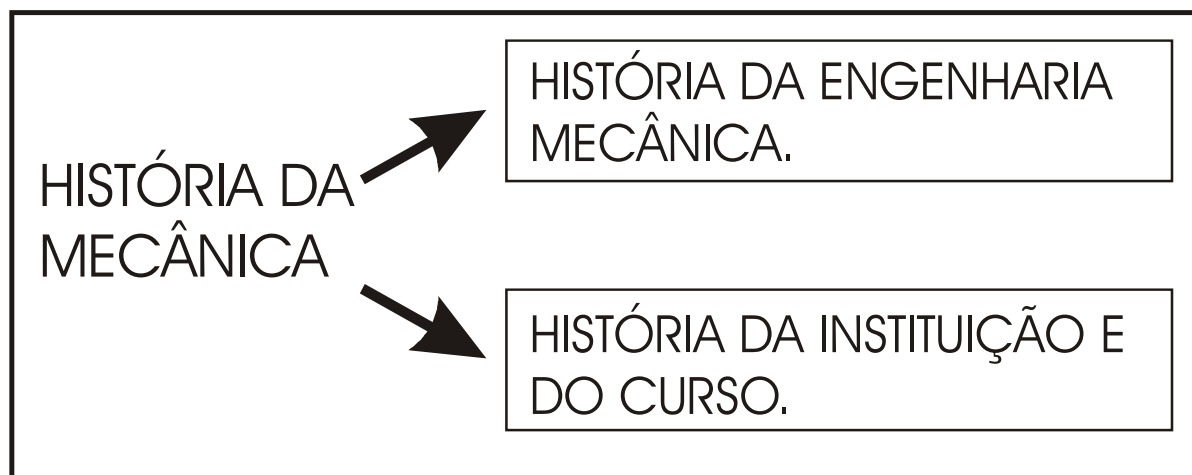 HISTÓRIA DA
MECÂNICA
HISTÓRIA DA ENGENHARIA
MECÂNICA.
HISTÓRIA DA INSTITUIÇÃO E
DO CURSO.